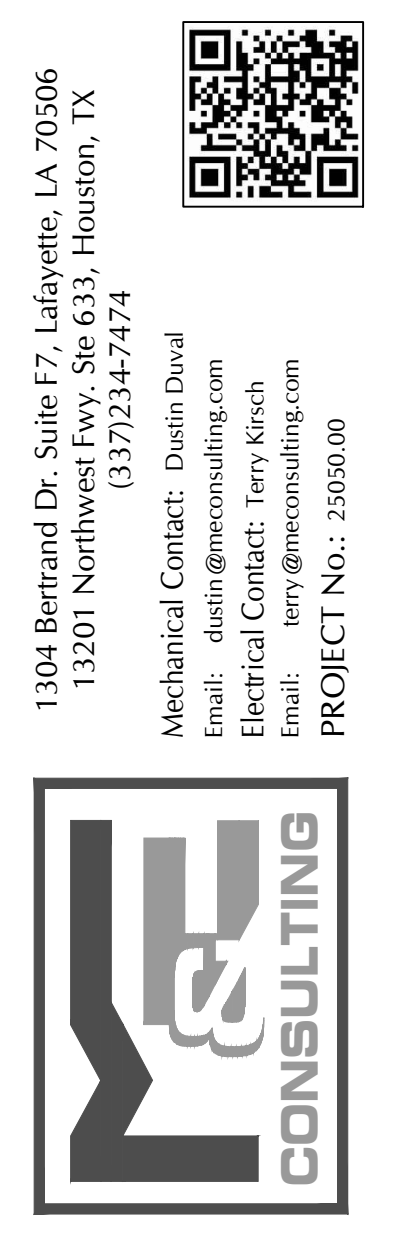 M&E
CONSULTING
1304 Bertrand Dr. Suite F7, Lafayette, LA 70506
13201 Northwest Fwy. Ste 633, Houston, TX
(337)234-7474
Mechanical Contact: Dustin Duval
Email: dustin@meconsulting.com
Electrical Contact: Terry Kirsch
Email: terry@meconsulting.com
PROJECT No.: 25050.00